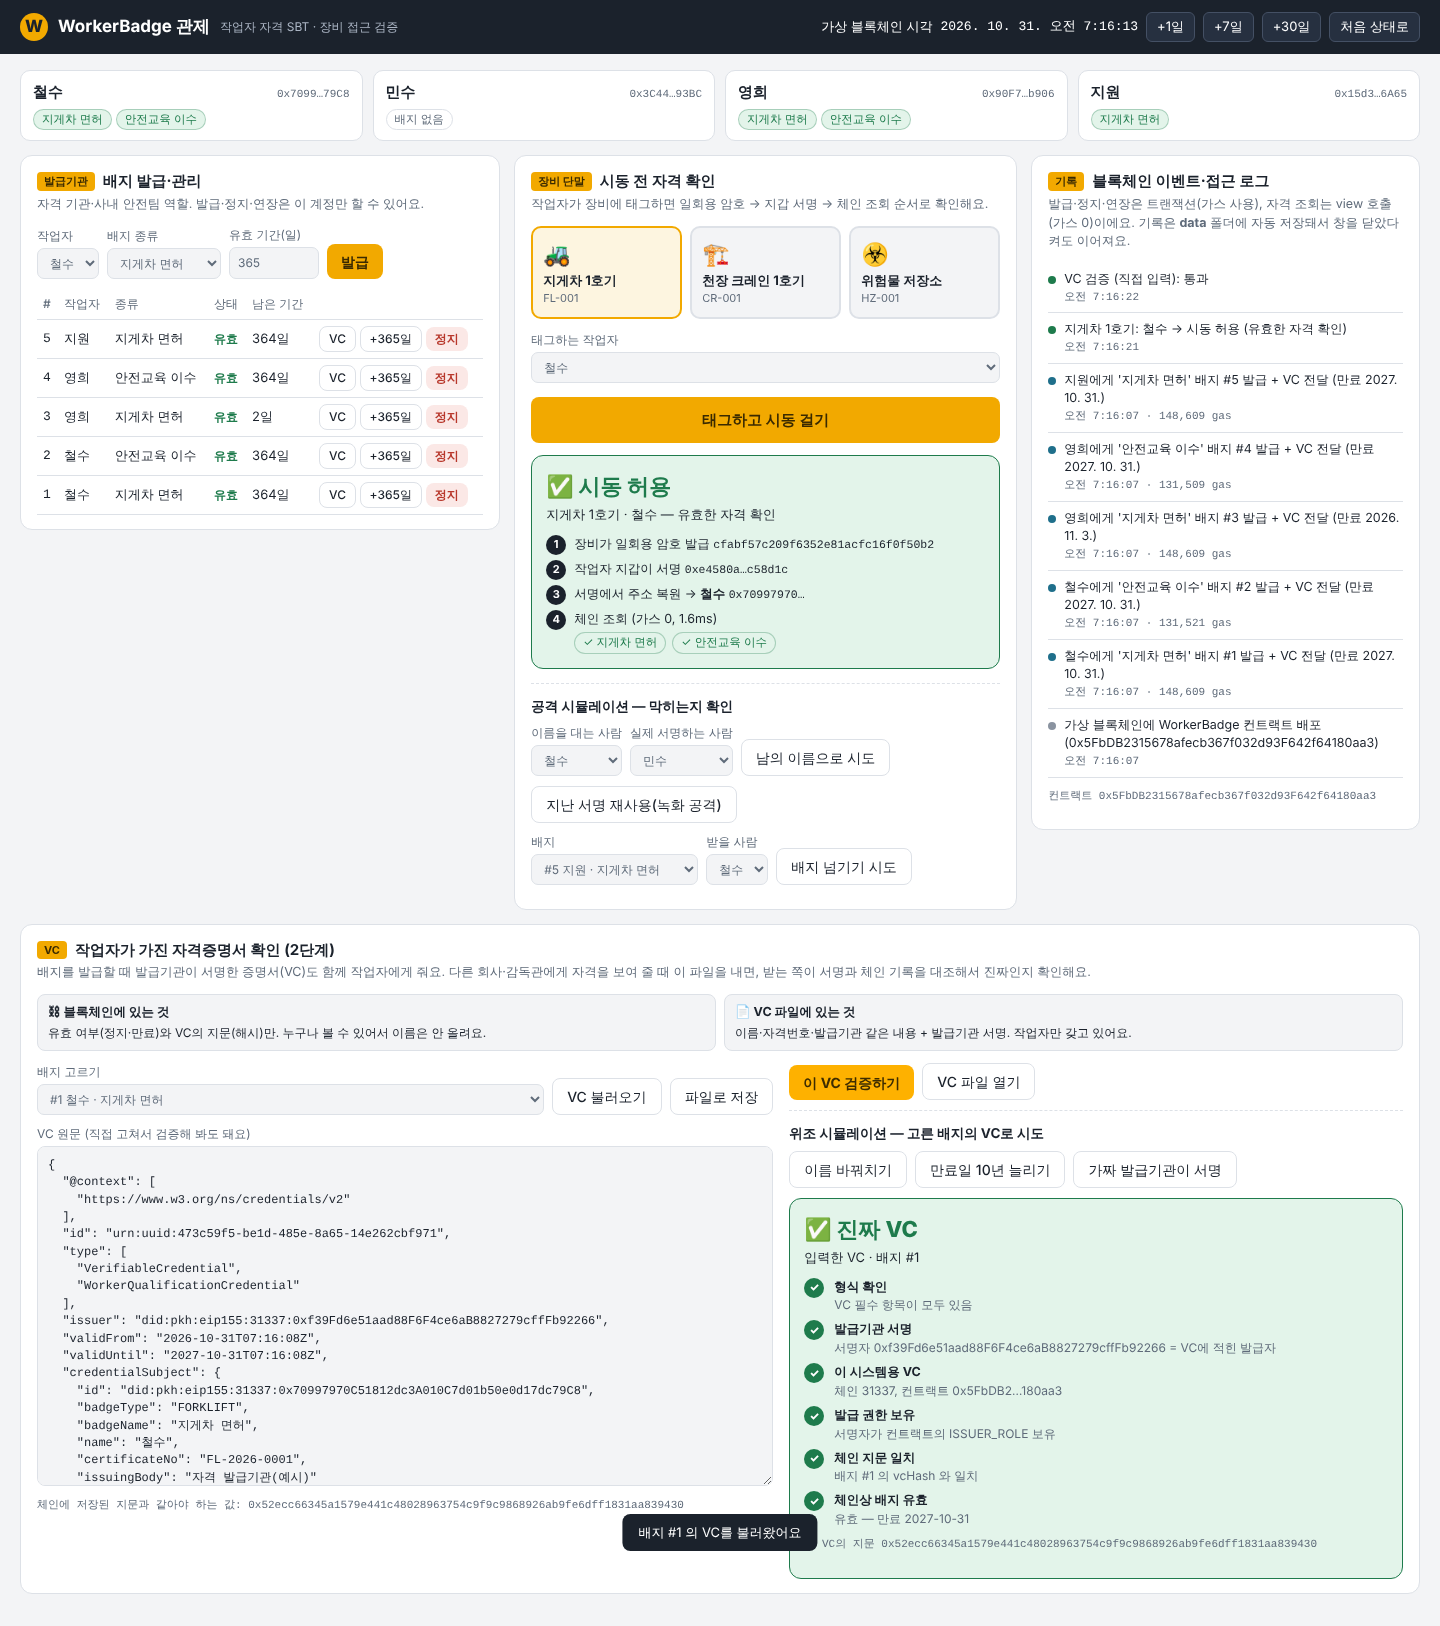 W WorkerBadge 관제 작업자 자격 SBT · 장비 접근 검증 가상 블록체인 시각 2026. 10. 31. 오전 7:16:13 +1일 +7일 +30일 처음 상태로
철수 0x7099…79C8
지게차 면허 안전교육 이수
민수 0x3C44…93BC
배지 없음
영희 0x90F7…b906
지게차 면허 안전교육 이수
지원 0x15d3…6A65
지게차 면허
발급기관 배지 발급·관리
자격 기관·사내 안전팀 역할. 발급·정지·연장은 이 계정만 할 수 있어요.
작업자 배지 종류 유효 기간(일)
철수 지게차 면허 365 발급
# 작업자 종류 상태 남은 기간
5 지원 지게차 면허 유효 364일 VC +365일 정지
4 영희 안전교육 이수 유효 364일 VC +365일 정지
3 영희 지게차 면허 유효 2일 VC +365일 정지
2 철수 안전교육 이수 유효 364일 VC +365일 정지
1 철수 지게차 면허 유효 364일 VC +365일 정지
장비 단말 시동 전 자격 확인
작업자가 장비에 태그하면 일회용 암호 → 지갑 서명 → 체인 조회 순서로 확인해요.
지게차 1호기
FL-001
천장 크레인 1호기
CR-001
위험물 저장소
HZ-001
태그하는 작업자
철수
태그하고 시동 걸기
✅ 시동 허용
지게차 1호기 · 철수 — 유효한 자격 확인
1 장비가 일회용 암호 발급 cfabf57c209f6352e81acfc16f0f50b2
2 작업자 지갑이 서명 0xe4580a…c58d1c
3 서명에서 주소 복원 → 철수 0x70997970…
4 체인 조회 (가스 0, 1.6ms)
✓ 지게차 면허 ✓ 안전교육 이수
공격 시뮬레이션 — 막히는지 확인
이름을 대는 사람 실제 서명하는 사람
철수 민수 남의 이름으로 시도
지난 서명 재사용(녹화 공격)
배지 받을 사람
#5 지원 · 지게차 면허 철수 배지 넘기기 시도
기록 블록체인 이벤트·접근 로그
발급·정지·연장은 트랜잭션(가스 사용), 자격 조회는 view 호출
(가스 0)이에요. 기록은 data 폴더에 자동 저장돼서 창을 닫았다
켜도 이어져요.
VC 검증 (직접 입력): 통과
오전 7:16:22
지게차 1호기: 철수 → 시동 허용 (유효한 자격 확인)
오전 7:16:21
지원에게 '지게차 면허' 배지 #5 발급 + VC 전달 (만료 2027.
10. 31.)
오전 7:16:07 · 148,609 gas
영희에게 '안전교육 이수' 배지 #4 발급 + VC 전달 (만료
2027. 10. 31.)
오전 7:16:07 · 131,509 gas
영희에게 '지게차 면허' 배지 #3 발급 + VC 전달 (만료 2026.
11. 3.)
오전 7:16:07 · 148,609 gas
철수에게 '안전교육 이수' 배지 #2 발급 + VC 전달 (만료
2027. 10. 31.)
오전 7:16:07 · 131,521 gas
철수에게 '지게차 면허' 배지 #1 발급 + VC 전달 (만료 2027.
10. 31.)
오전 7:16:07 · 148,609 gas
가상 블록체인에 WorkerBadge 컨트랙트 배포
(0x5FbDB2315678afecb367f032d93F642f64180aa3)
오전 7:16:07
컨트랙트 0x5FbDB2315678afecb367f032d93F642f64180aa3
VC 작업자가 가진 자격증명서 확인 (2단계)
배지를 발급할 때 발급기관이 서명한 증명서(VC)도 함께 작업자에게 줘요. 다른 회사·감독관에게 자격을 보여 줄 때 이 파일을 내면, 받는 쪽이 서명과 체인 기록을 대조해서 진짜인지 확인해요.
⛓ 블록체인에 있는 것
유효 여부(정지·만료)와 VC의 지문(해시)만. 누구나 볼 수 있어서 이름은 안 올려요.
📄 VC 파일에 있는 것
이름·자격번호·발급기관 같은 내용 + 발급기관 서명. 작업자만 갖고 있어요.
배지 고르기
#1 철수 · 지게차 면허 VC 불러오기 파일로 저장
VC 원문 (직접 고쳐서 검증해 봐도 돼요)
{
"@context": [
"https://www.w3.org/ns/credentials/v2"
],
"id": "urn:uuid:473c59f5-be1d-485e-8a65-14e262cbf971",
"type": [
"VerifiableCredential",
"WorkerQualificationCredential"
],
"issuer": "did:pkh:eip155:31337:0xf39Fd6e51aad88F6F4ce6aB8827279cffFb92266",
"validFrom": "2026-10-31T07:16:08Z",
"validUntil": "2027-10-31T07:16:08Z",
"credentialSubject": {
"id": "did:pkh:eip155:31337:0x70997970C51812dc3A010C7d01b50e0d17dc79C8",
"badgeType": "FORKLIFT",
"badgeName": "지게차 면허",
"name": "철수",
"certificateNo": "FL-2026-0001",
"issuingBody": "자격 발급기관(예시)"
체인에 저장된 지문과 같아야 하는 값: 0x52ecc66345a1579e441c48028963754c9f9c9868926ab9fe6dff1831aa839430
이 VC 검증하기 VC 파일 열기
위조 시뮬레이션 — 고른 배지의 VC로 시도
이름 바꿔치기 만료일 10년 늘리기 가짜 발급기관이 서명
✅ 진짜 VC
입력한 VC · 배지 #1
형식 확인
VC 필수 항목이 모두 있음
발급기관 서명
서명자 0xf39Fd6e51aad88F6F4ce6aB8827279cffFb92266 = VC에 적힌 발급자
이 시스템용 VC
체인 31337, 컨트랙트 0x5FbDB2…180aa3
발급 권한 보유
서명자가 컨트랙트의 ISSUER_ROLE 보유
체인 지문 일치
배지 #1 의 vcHash 와 일치
체인상 배지 유효
유효 — 만료 2027-10-31
VC의 지문 0x52ecc66345a1579e441c48028963754c9f9c9868926ab9fe6dff1831aa839430
배지 #1 의 VC를 불러왔어요